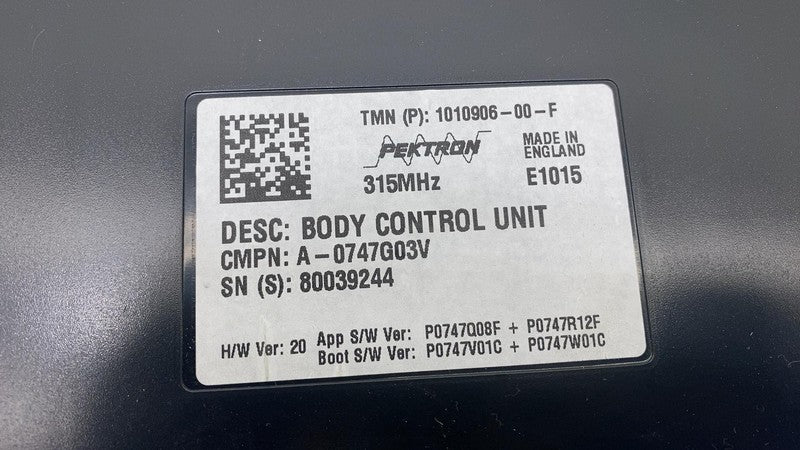 TMN (P): 1010906-00-F
PEKTRON
MADE IN
ENGLAND
315MHz
E1015
DESC: BODY CONTROL UNIT
CMPN: A-0747G03V
SN (S): 80039244
H/W Ver: 20
App S/W Ver: P0747Q08F + P0747R12F
Boot S/W Ver: P0747V01C + P0747W01C